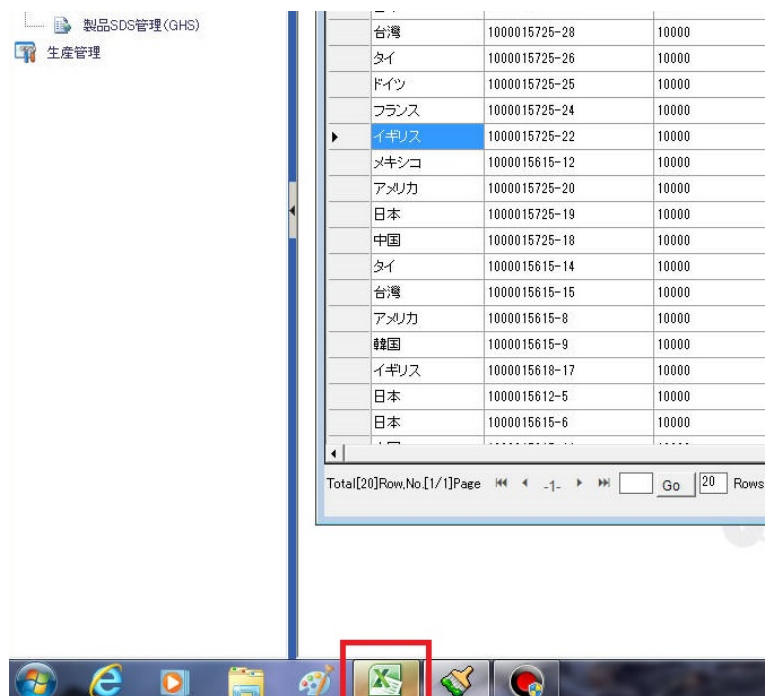 製品SDS管理(GHS)
生産管理
台湾 1000015725-28 10000
タイ 1000015725-26 10000
ドイツ 1000015725-25 10000
フランス 1000015725-24 10000
イギリス 1000015725-22 10000
メキシコ 1000015615-12 10000
アメリカ 1000015725-20 10000
日本 1000015725-19 10000
中国 1000015725-18 10000
タイ 1000015615-14 10000
台湾 1000015615-15 10000
アメリカ 1000015615-8 10000
韓国 1000015615-9 10000
イギリス 1000015618-17 10000
日本 1000015612-5 10000
日本 1000015615-6 10000
Total[20]Row,No.[1/1]Page -1- Go 20 Rows